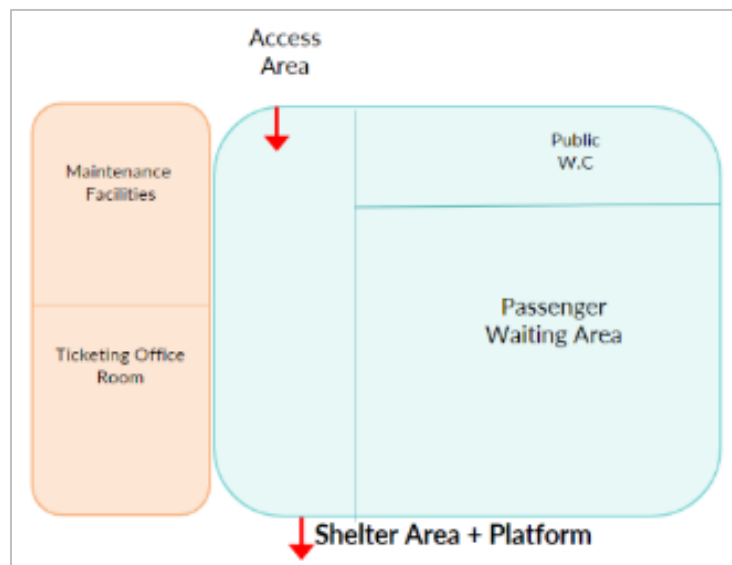 Access
Area
Maintenance
Facilities
Public
W.C
Passenger
Waiting Area
Ticketing Office
Room
Shelter Area + Platform